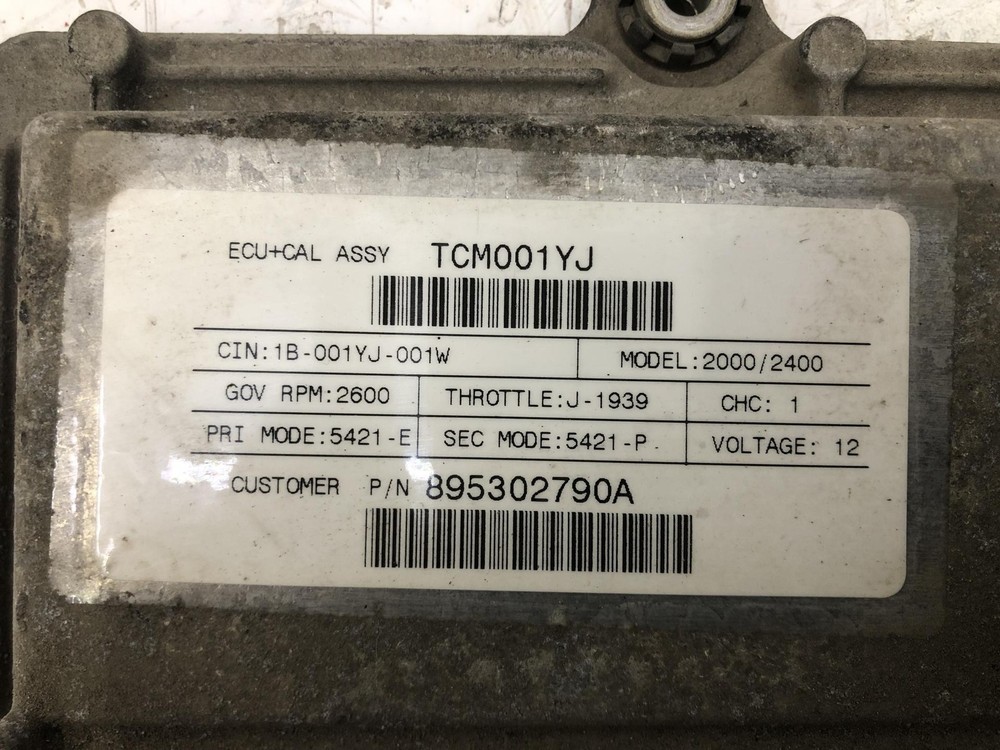 ECU+CAL ASSY TCM001YJ
CIN:1B-001YJ-001W MODEL:2000/2400
GOV RPM:2600 THROTTLE:J-1939 CHC: 1
PRI MODE:5421-E SEC MODE:5421-P VOLTAGE: 12
CUSTOMER P/N 895302790A